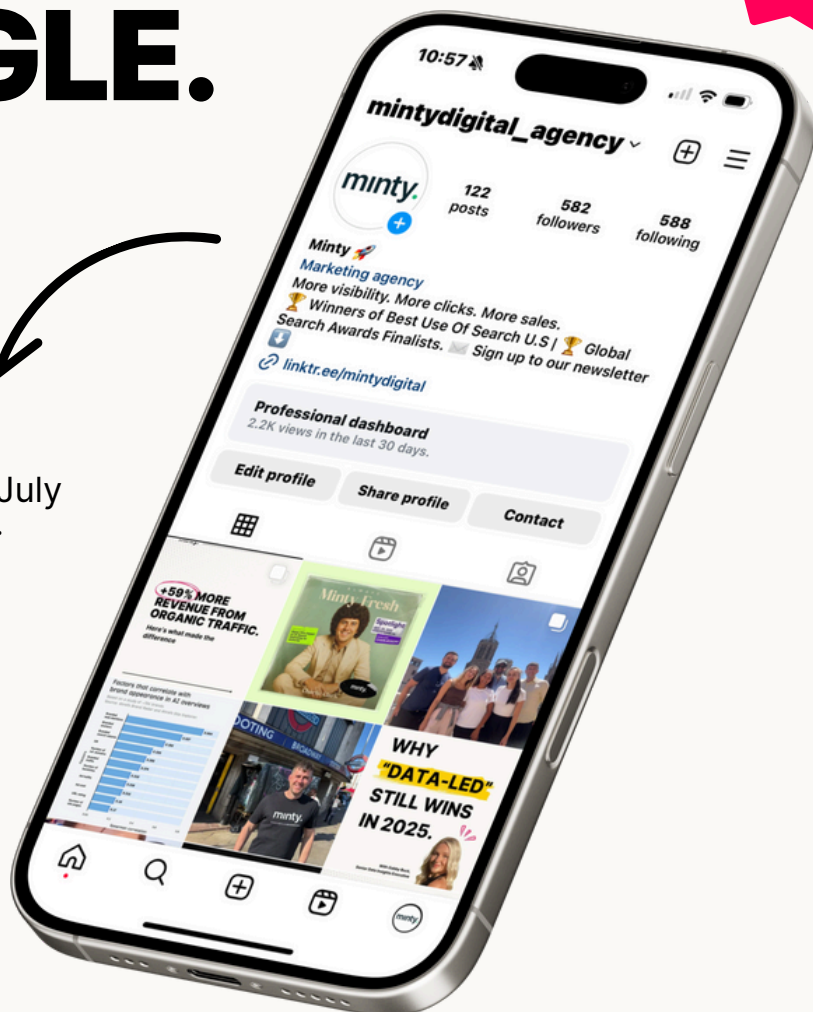 GLE.
July
10:57
mintydigital_agency
minty.
122
posts
582
followers
588
following
Minty 🚀
Marketing agency
More visibility. More clicks. More sales.
🏆 Winners of Best Use Of Search U.S | 🏆 Global
Search Awards Finalists. ✉️ Sign up to our newsletter
⬇️
linktr.ee/mintydigital
Professional dashboard
2.2K views in the last 30 days.
Edit profile
Share profile
Contact
+59% MORE
REVENUE FROM
ORGANIC TRAFFIC.
Here's what made the
difference
Minty Fresh
Spotlight
minty.
Factors that correlate with
brand appearance in AI overviews
OOTING
BROADWAY
minty.
WHY
"DATA-LED"
STILL WINS
IN 2025.
minty.